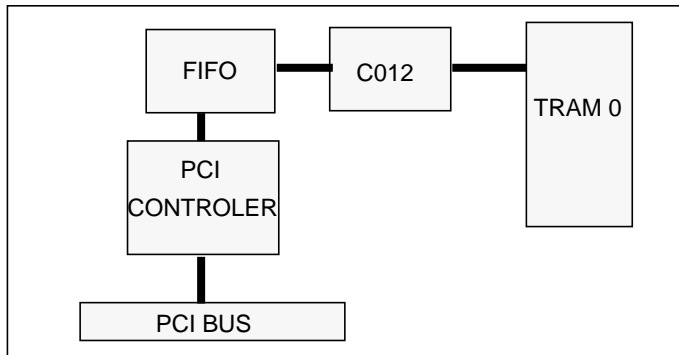 FIFO
C012
TRAM 0
PCI
CONTROLER
PCI BUS